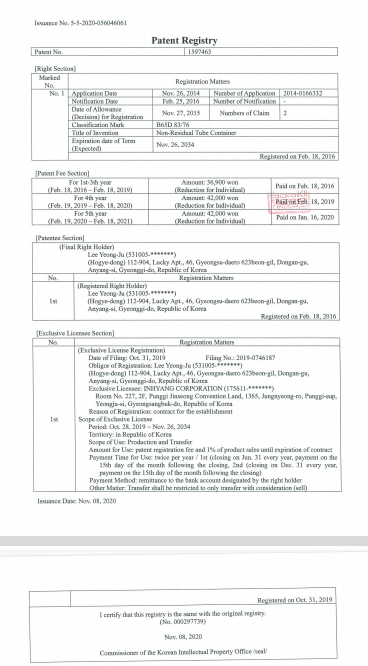 Issuance No. 5-5-2020-056046061
Patent Registry
Patent No. 1597463
[Right Section]
Marked No. Registration Matters
No. 1 Application Date Nov. 26, 2014 Number of Application 2014-0166332
Notification Date Feb. 25, 2016 Number of Notification -
Date of Allowance (Decision) for Registration Nov. 27, 2015 Numbers of Claim 2
Classification Mark B65D 83/76
Title of Invention Non-Residual Tube Container
Expiration date of Term (Expected) Nov. 26, 2034
Registered on Feb. 18, 2016
[Patent Fee Section]
For 1st-3th year Amount: 36,900 won Paid on Feb. 18, 2016
(Feb. 18, 2016 – Feb. 18, 2019) (Reduction for Individual)
For 4th year Amount: 42,000 won Paid on Feb. 18, 2019
(Feb. 19, 2019 – Feb. 18, 2020) (Reduction for Individual)
For 5th year Amount: 42,000 won Paid on Jan. 16, 2020
(Feb. 19, 2020 – Feb. 18, 2021) (Reduction for Individual)
[Patentee Section]
(Final Right Holder)
Lee Yeong-Ju (531005-*******)
(Hogye-dong) 112-904, Lucky Apt., 46, Gyeongsu-daero 623beon-gil, Dongan-gu,
Anyang-si, Gyeonggi-do, Republic of Korea
No. Registration Matters
(Registered Right Holder)
Lee Yeong-Ju (531005-*******)
1st (Hogye-dong) 112-904, Lucky Apt., 46, Gyeongsu-daero 623beon-gil, Dongan-gu,
Anyang-si, Gyeonggi-do, Republic of Korea
Registered on Feb. 18, 2016
[Exclusive Licensee Section]
No. Registration Matters
(Exclusive License Registration)
Date of Filing: Oct. 31, 2019 Filing No.: 2019-0746187
Obligor of Registration: Lee Yeong-Ju (531005-*******)
(Hogye-dong) 112-904, Lucky Apt., 46, Gyeongsu-daero 623beon-gil, Dongan-gu,
Anyang-si, Gyeonggi-do, Republic of Korea
Exclusive Licensee: INHYANG CORPORATION (175611-*******)
Room No. 227, 2F, Punggi Jinseong Convention Land, 1365, Jungnyeong-ro, Punggi-eup,
Yeongju-si, Gyeongsangbuk-do, Republic of Korea
Reason of Registration: contract for the establishment
1st Scope of Exclusive License
Period: Oct. 28, 2019 ~ Nov. 26, 2034
Territory: in Republic of Korea
Scope of Use: Production and Transfer
Amount for Use: patent registration fee and 1% of product sales until expiration of contract
Payment Time for Use: twice per year / 1st (closing on Jun. 31 every year, payment on the
15th day of the month following the closing, 2nd (closing on Dec. 31 every year,
payment on the 15th day of the month following the closing)
Payment Method: remittance to the bank account designated by the right holder
Other Matter: Transfer shall be restricted to only transfer with consideration (sell)
Issuance Date: Nov. 08, 2020
Registered on Oct. 31, 2019
I certify that this registry is the same with the original registry.
(No. 000297739)
Nov. 08, 2020
Commissioner of the Korean Intellectual Property Office /seal/